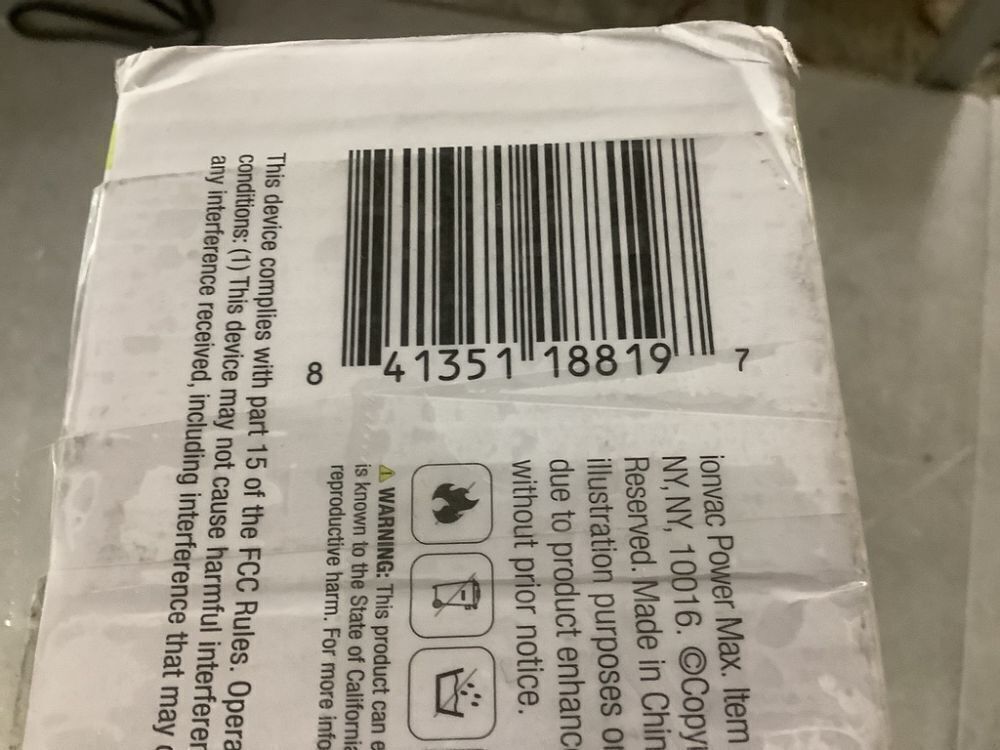 8 41351 18819 7
ionvac Power Max. Item
NY, NY, 10016. ©Copy
Reserved. Made in Chin
illustration purposes o
due to product enhanc
without prior notice.
⚠ WARNING: This product can e
is known to the State of California
reproductive harm. For more info
This device complies with part 15 of the FCC Rules. Opera
conditions: (1) This device may not cause harmful interferen
any interference received, including interference that may